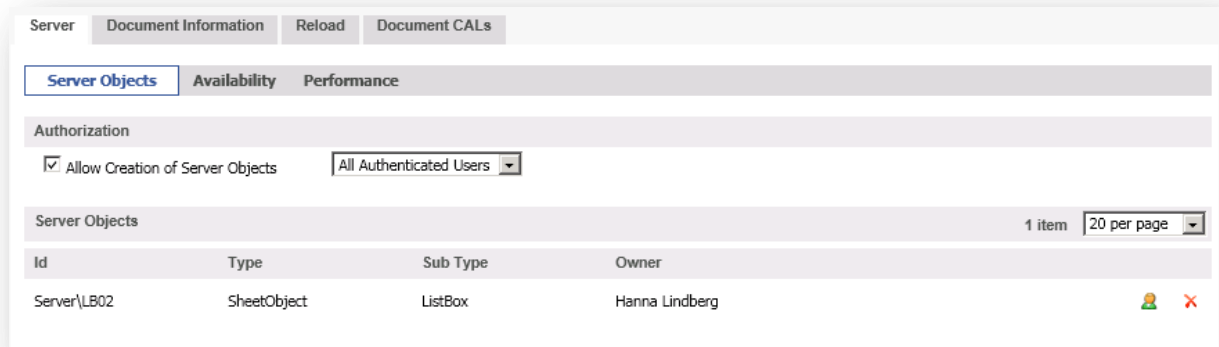 Server Document Information Reload Document CALs
Server Objects Availability Performance
Authorization
Allow Creation of Server Objects All Authenticated Users
Server Objects 1 item 20 per page
Id Type Sub Type Owner
Server\LB02 SheetObject ListBox Hanna Lindberg